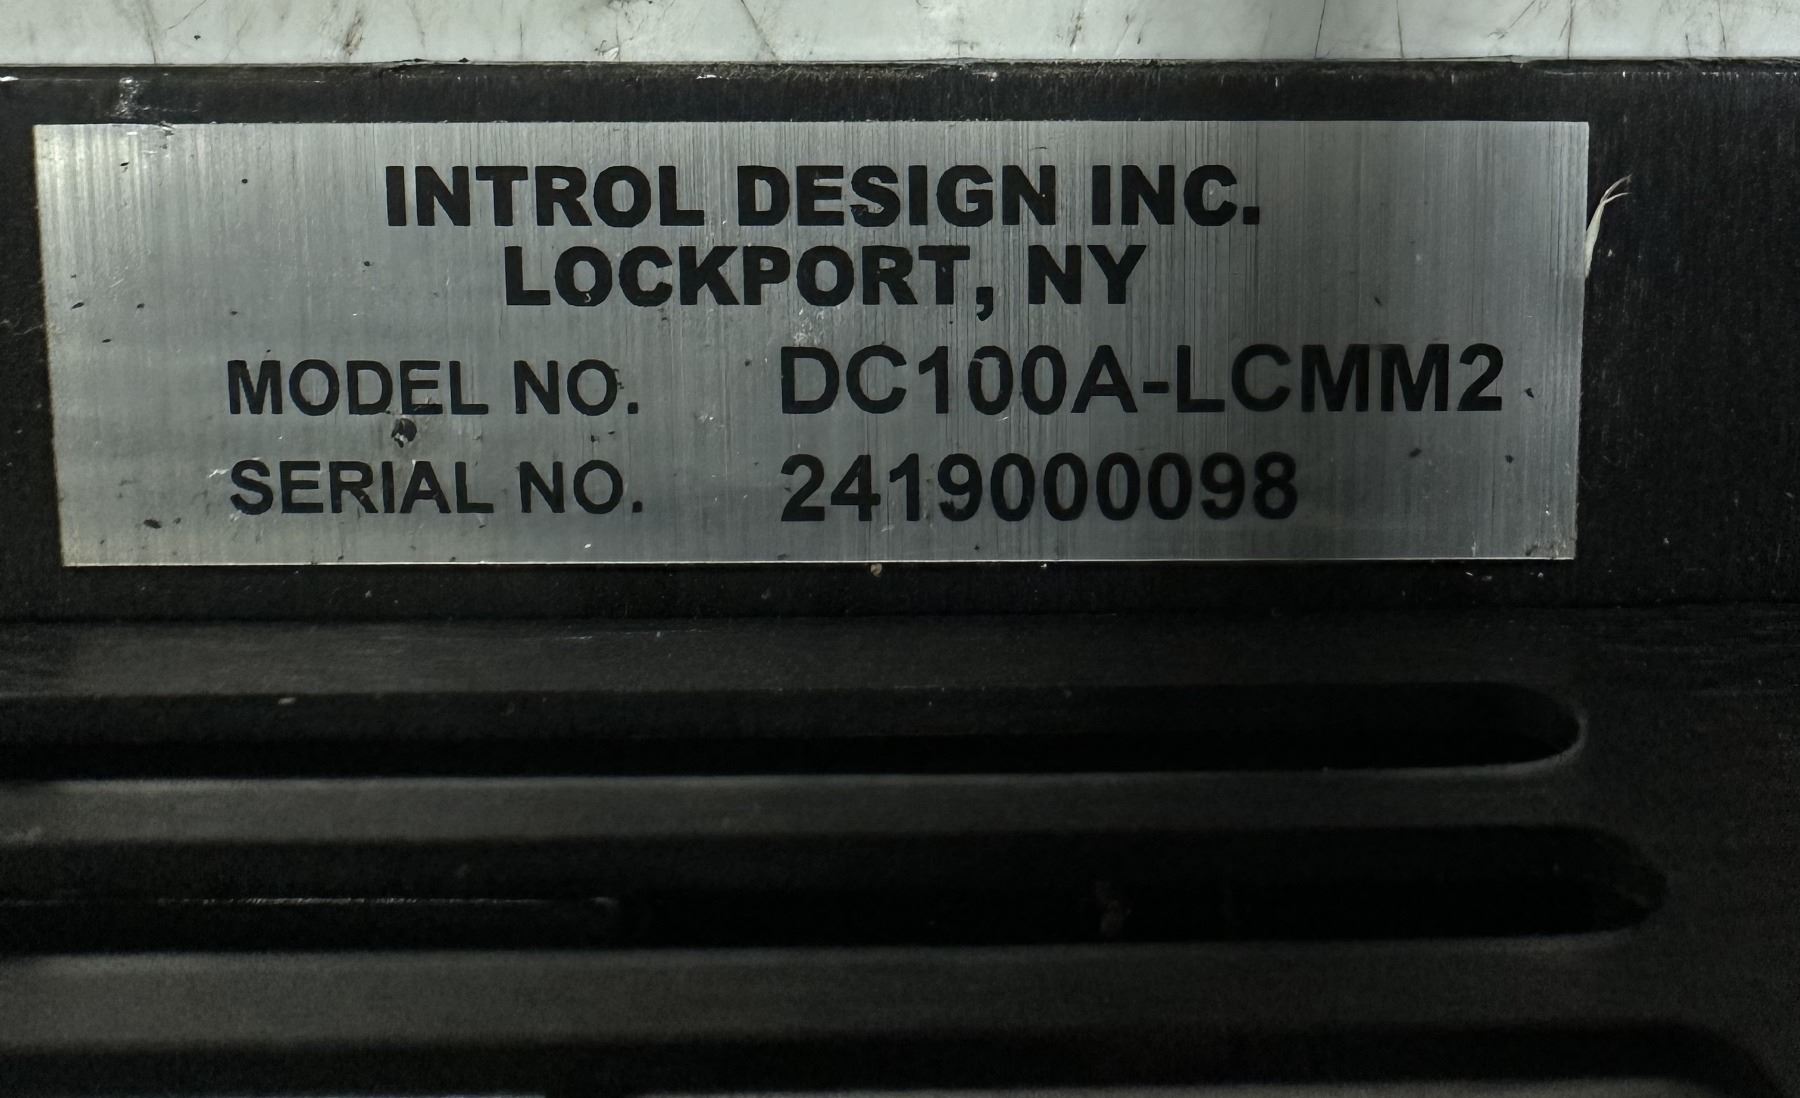 INTROL DESIGN INC.
LOCKPORT, NY
MODEL NO. DC100A-LCMM2
SERIAL NO. 2419000098